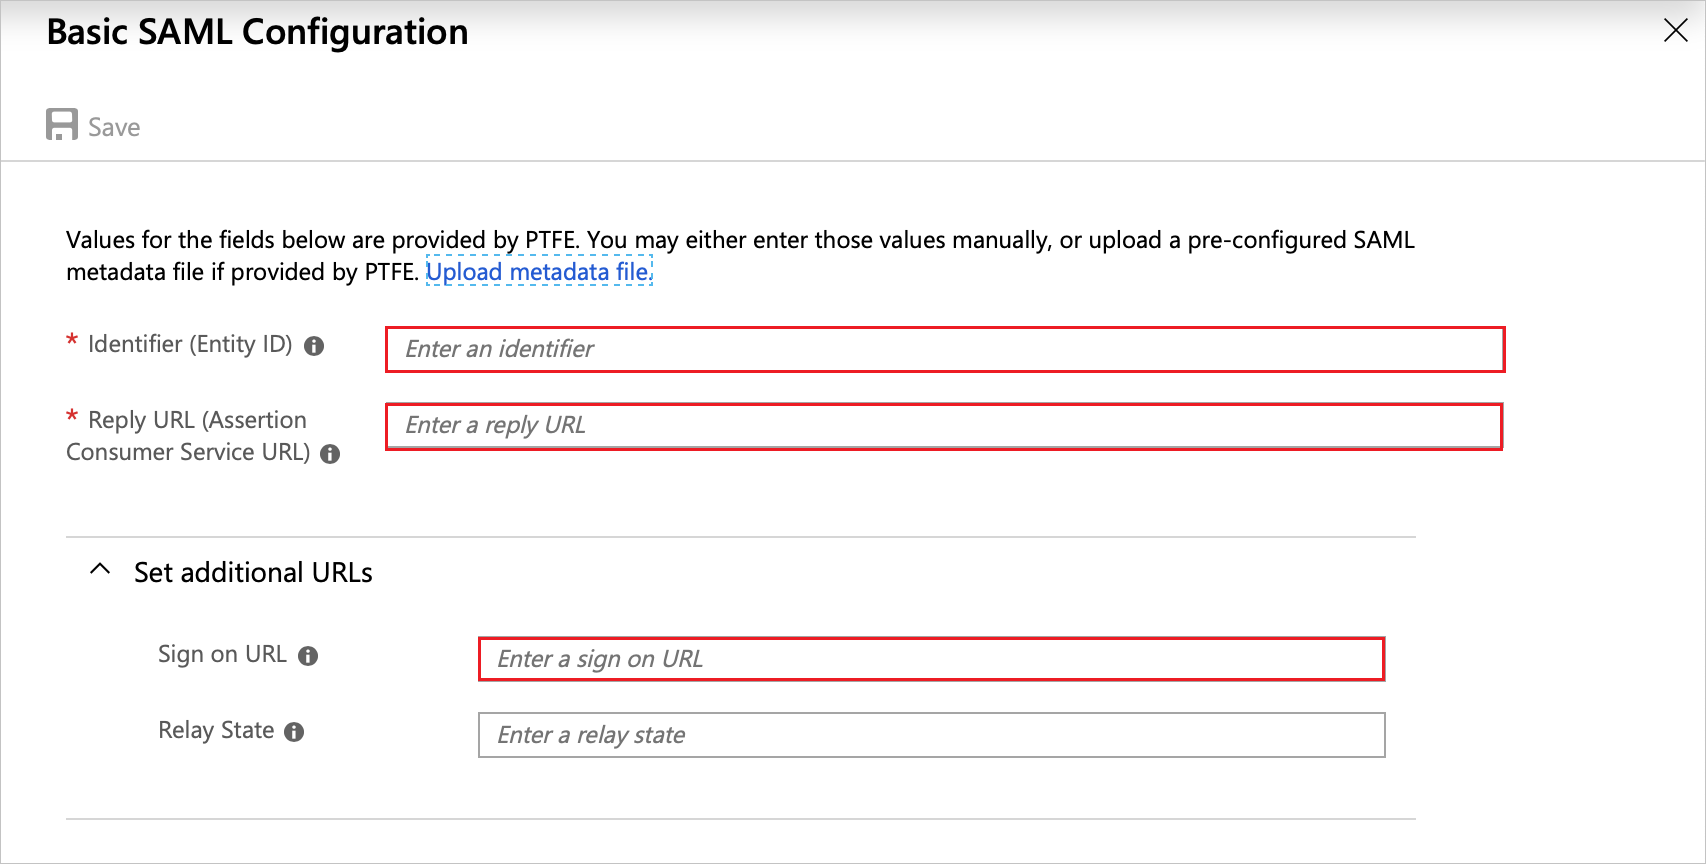 Basic SAML Configuration
Save
Values for the fields below are provided by PTFE. You may either enter those values manually, or upload a pre-configured SAML
metadata file if provided by PTFE. Upload metadata file.
* Identifier (Entity ID)
Enter an identifier
* Reply URL (Assertion
Consumer Service URL)
Enter a reply URL
Set additional URLs
Sign on URL
Enter a sign on URL
Relay State
Enter a relay state